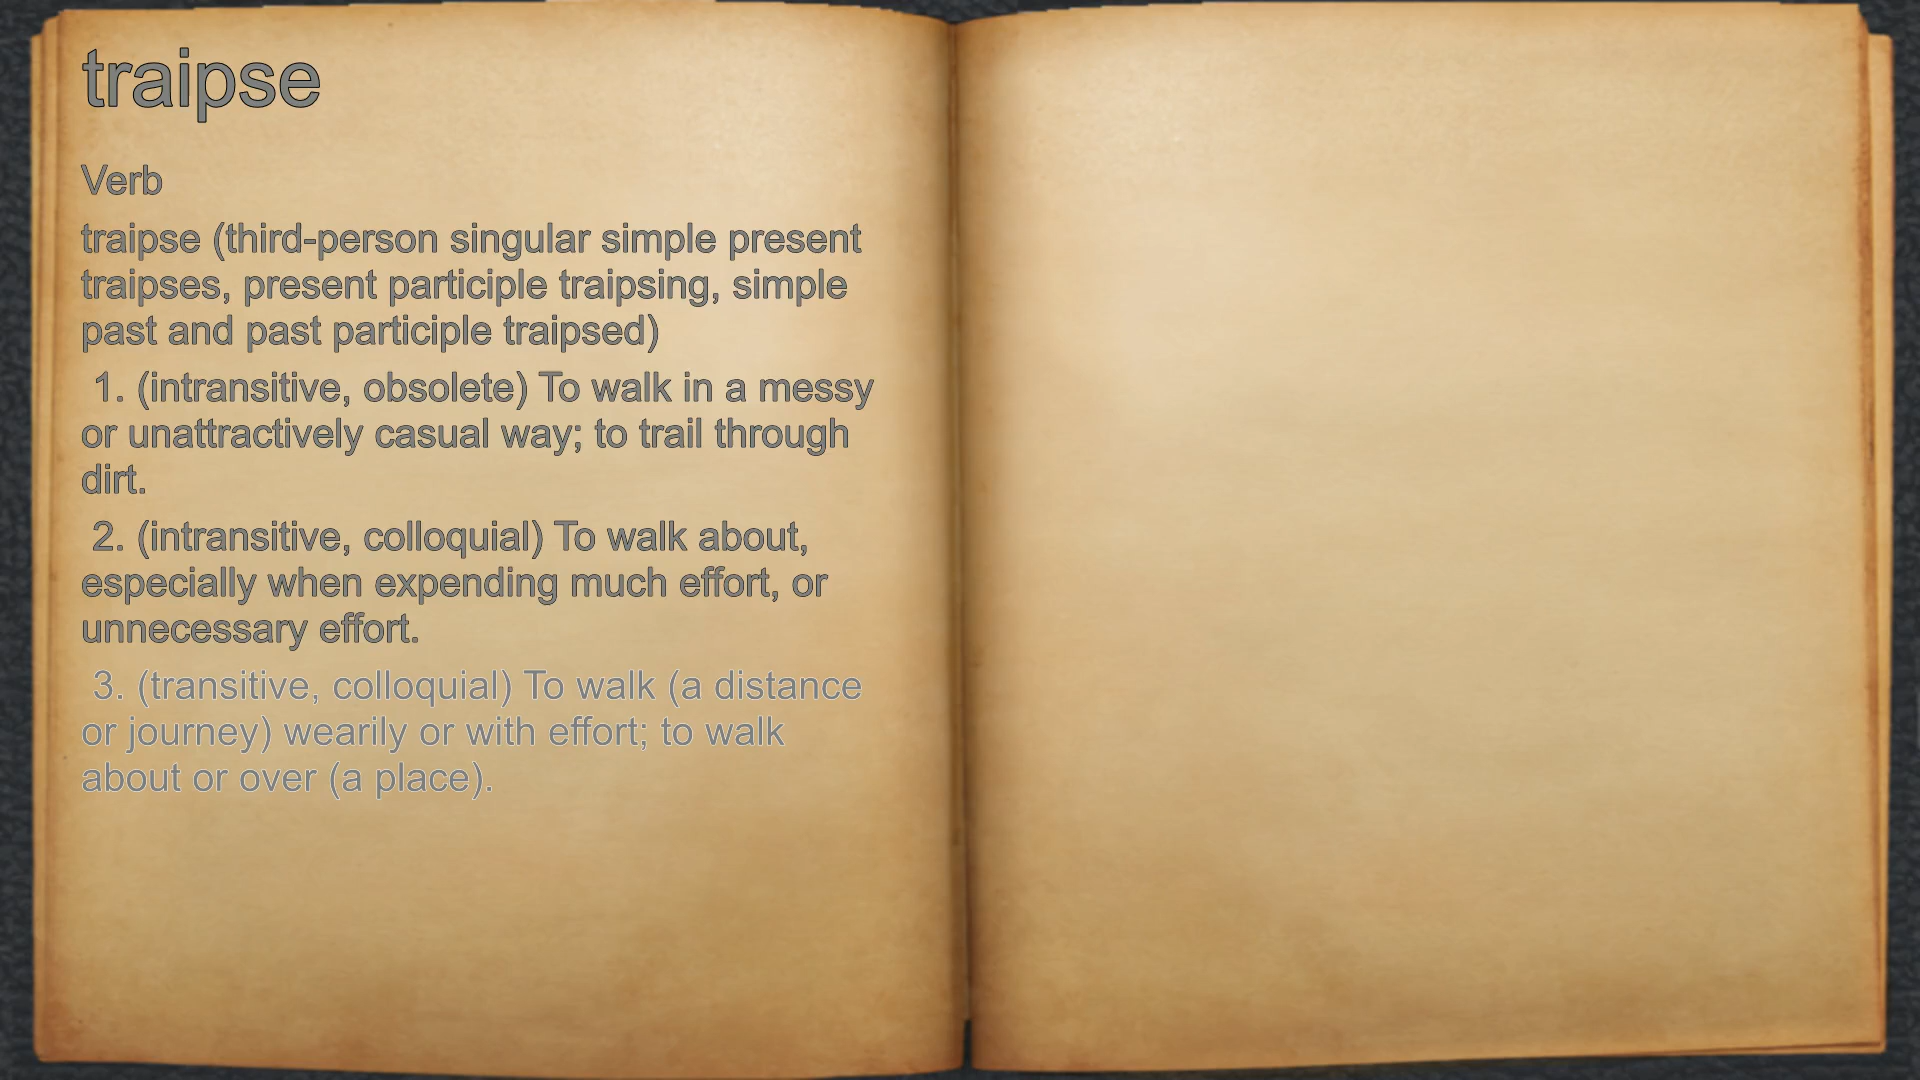 traipse
Verb
traipse (third-person singular simple present
traipses, present participle traipsing, simple
past and past participle traipsed)
1. (intransitive, obsolete) To walk in a messy
or unattractively casual way; to trail through
dirt.
2. (intransitive, colloquial) To walk about,
especially when expending much effort, or
unnecessary effort.
3. (transitive, colloquial) To walk (a distance
or journey) wearily or with effort; to walk
about or over (a place).